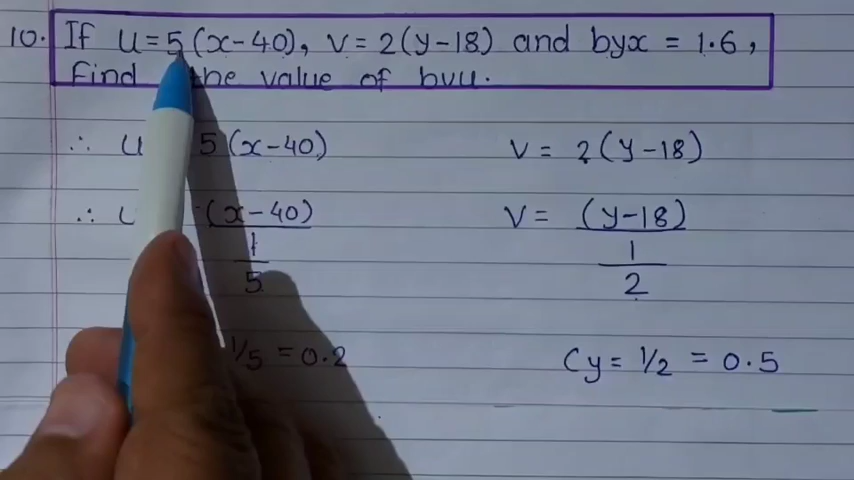 10. If u=5(x-40), v=2(y-18) and byx = 1.6,
Find the value of bvu.
∴ u 5(x-40) v = 2(y-18)
∴ (x-40) v = (y-18)
1 1
5 2
1/5 = 0.2 Cy = 1/2 = 0.5